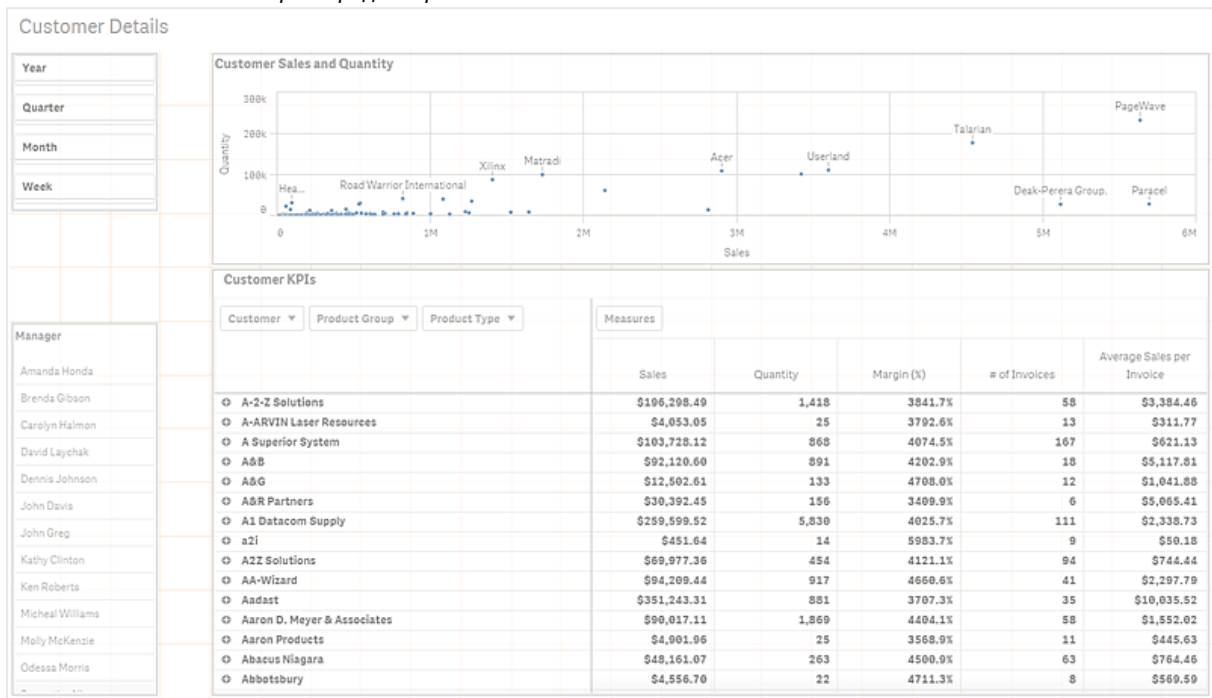 Customer Details
Year
Quarter
Month
Week
Customer Sales and Quantity
Quantity
300k
200k
100k
0
PageWave
Talarian
Userland
Acer
Matradi
Xilinx
Road Warrior International
Hea...
Deak-Perera Group.
Paracel
0 1M 2M 3M 4M 5M 6M
Sales
Manager
Amanda Honda
Brenda Gibson
Carolyn Halmon
David Laychak
Dennis Johnson
John Davis
John Greg
Kathy Clinton
Ken Roberts
Micheal Williams
Molly McKenzie
Odessa Morris
Customer KPIs
Customer Product Group Product Type Measures
Sales Quantity Margin (%) # of Invoices Average Sales per Invoice
A-2-Z Solutions $196,298.49 1,418 3841.7% 58 $3,384.46
A-ARVIN Laser Resources $4,053.05 25 3792.6% 13 $311.77
A Superior System $103,728.12 868 4074.5% 167 $621.13
A&B $92,120.60 891 4202.9% 18 $5,117.81
A&G $12,502.61 133 4708.0% 12 $1,041.88
A&R Partners $30,392.45 156 3409.9% 6 $5,065.41
A1 Datacom Supply $259,599.52 5,830 4025.7% 111 $2,338.73
a2i $451.64 14 5983.7% 9 $50.18
A2Z Solutions $69,977.36 454 4121.1% 94 $744.44
AA-Wizard $94,209.44 917 4660.6% 41 $2,297.79
Aadast $351,243.31 881 3707.3% 35 $10,035.52
Aaron D. Meyer & Associates $90,017.11 1,869 4404.1% 58 $1,552.02
Aaron Products $4,901.96 25 3568.9% 11 $445.63
Abacus Niagara $48,161.07 263 4500.9% 63 $764.46
Abbotsbury $4,556.70 22 4711.3% 8 $569.59